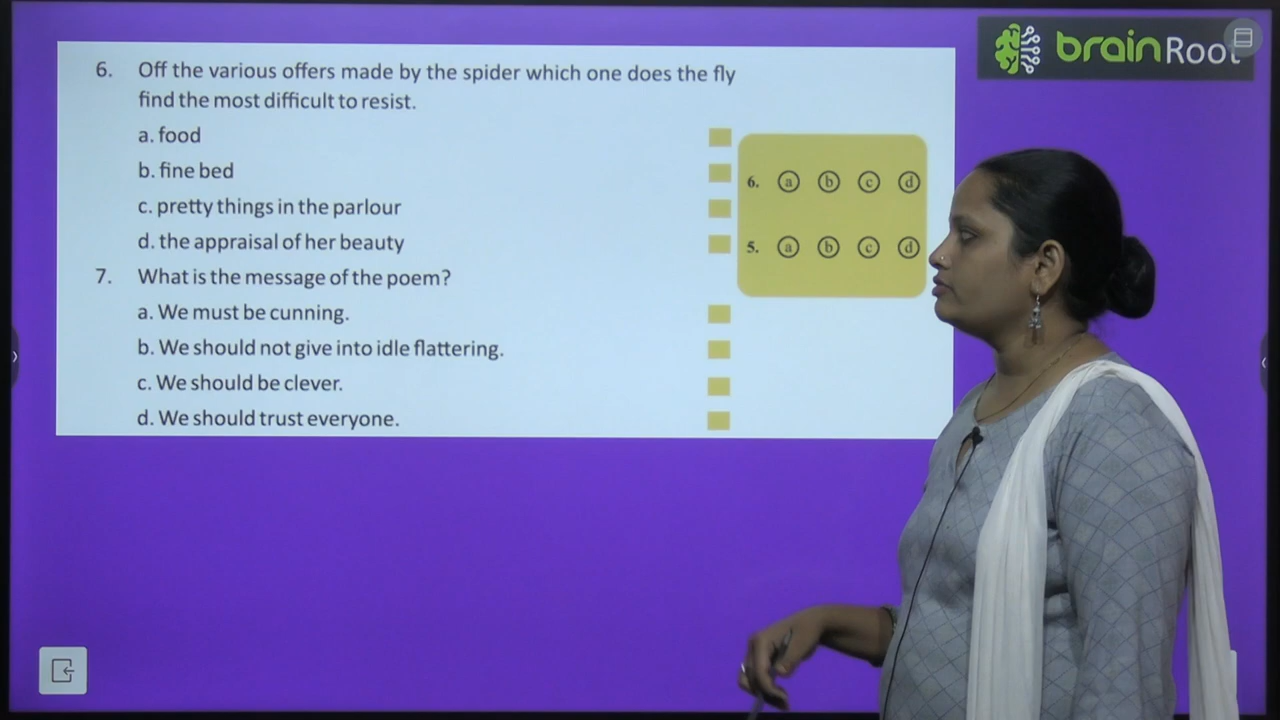 brainRoot
6. Off the various offers made by the spider which one does the fly
find the most difficult to resist.
a. food
b. fine bed
c. pretty things in the parlour
d. the appraisal of her beauty
7. What is the message of the poem?
a. We must be cunning.
b. We should not give into idle flattering.
c. We should be clever.
d. We should trust everyone.
6. a b c d
5. a b c d